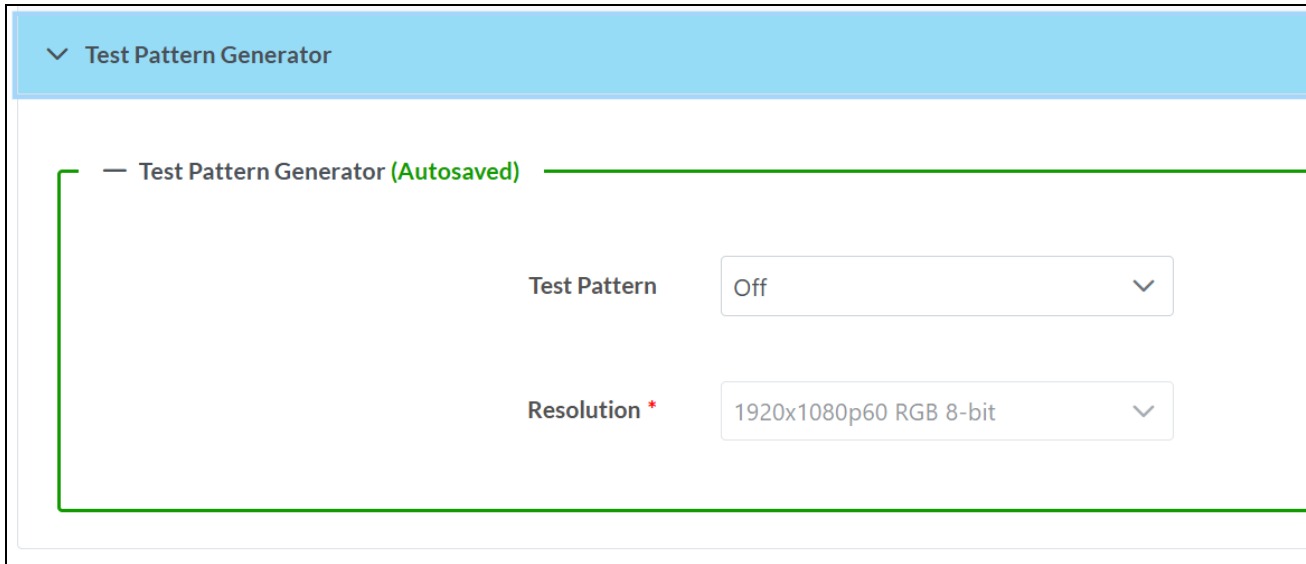 Test Pattern Generator
Test Pattern Generator (Autosaved)
Test Pattern Off
Resolution * 1920x1080p60 RGB 8-bit